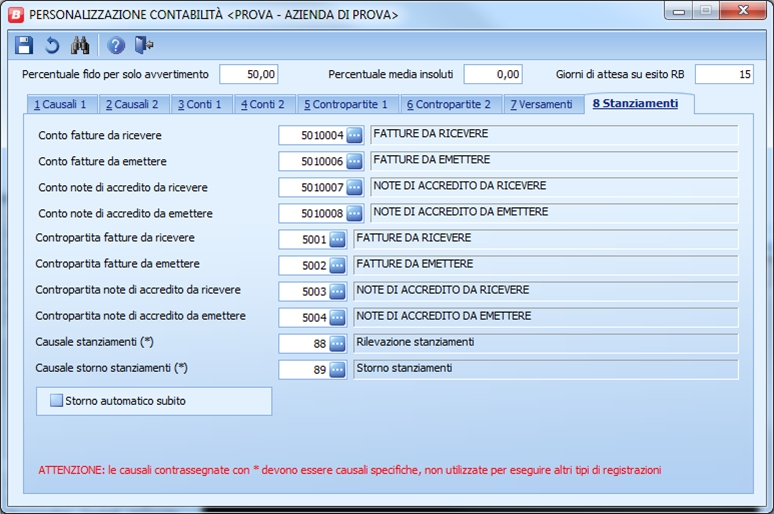 B PERSONALIZZAZIONE CONTABILITÀ <PROVA - AZIENDA DI PROVA>
Percentuale fido per solo avvertimento 50,00 Percentuale media insoluti 0,00 Giorni di attesa su esito RB 15
1 Causali 1 2 Causali 2 3 Conti 1 4 Conti 2 5 Contropartite 1 6 Contropartite 2 7 Versamenti 8 Stanziamenti
Conto fatture da ricevere 5010004 FATTURE DA RICEVERE
Conto fatture da emettere 5010006 FATTURE DA EMETTERE
Conto note di accredito da ricevere 5010007 NOTE DI ACCREDITO DA RICEVERE
Conto note di accredito da emettere 5010008 NOTE DI ACCREDITO DA EMETTERE
Contropartita fatture da ricevere 5001 FATTURE DA RICEVERE
Contropartita fatture da emettere 5002 FATTURE DA EMETTERE
Contropartita note di accredito da ricevere 5003 NOTE DI ACCREDITO DA RICEVERE
Contropartita note di accredito da emettere 5004 NOTE DI ACCREDITO DA EMETTERE
Causale stanziamenti (*) 88 Rilevazione stanziamenti
Causale storno stanziamenti (*) 89 Storno stanziamenti
Storno automatico subito
ATTENZIONE: le causali contrassegnate con * devono essere causali specifiche, non utilizzate per eseguire altri tipi di registrazioni